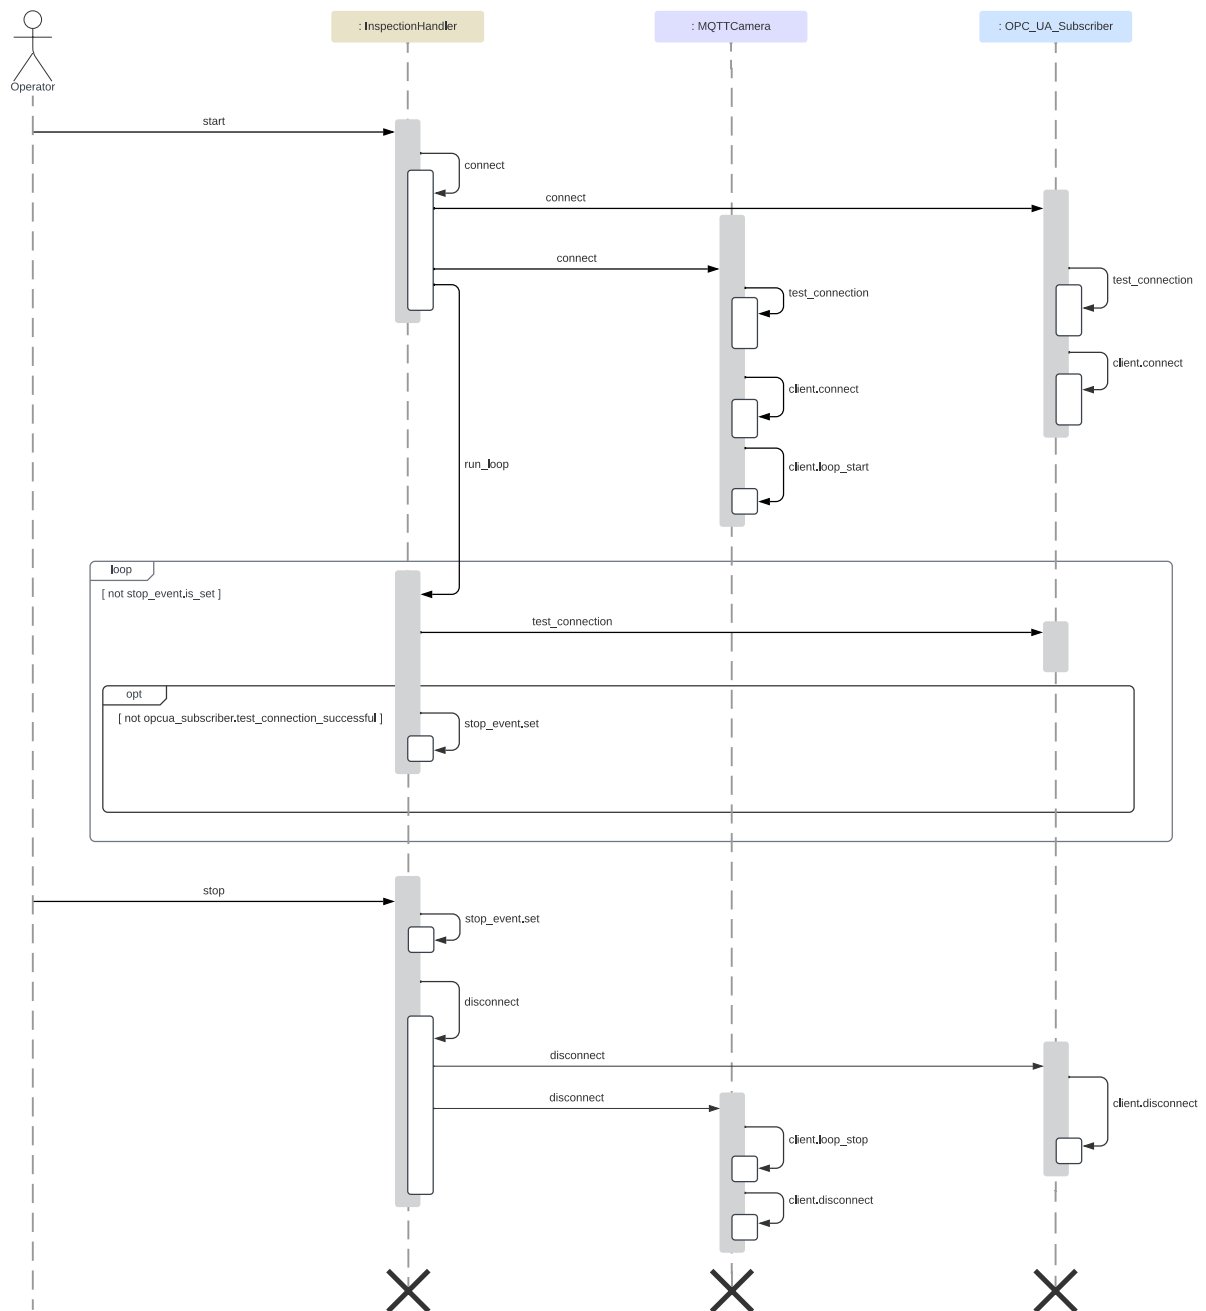 : InspectionHandler
: MQTTCamera
: OPC_UA_Subscriber
Operator
start
connect
connect
connect
test_connection
test_connection
client.connect
client.connect
run_loop
client.loop_start
loop
[ not stop_event.is_set ]
test_connection
opt
[ not opcua_subscriber.test_connection_successful ]
stop_event.set
stop
stop_event.set
disconnect
disconnect
disconnect
client.disconnect
client.loop_stop
client.disconnect